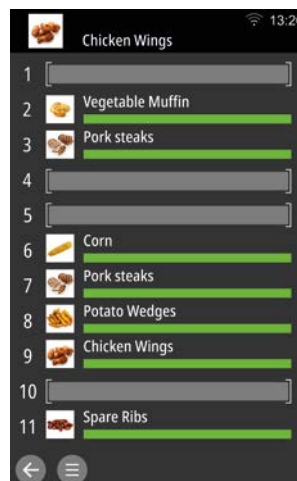 13:20
Chicken Wings
1
2 Vegetable Muffin
3 Pork steaks
4
5
6 Corn
7 Pork steaks
8 Potato Wedges
9 Chicken Wings
10
11 Spare Ribs